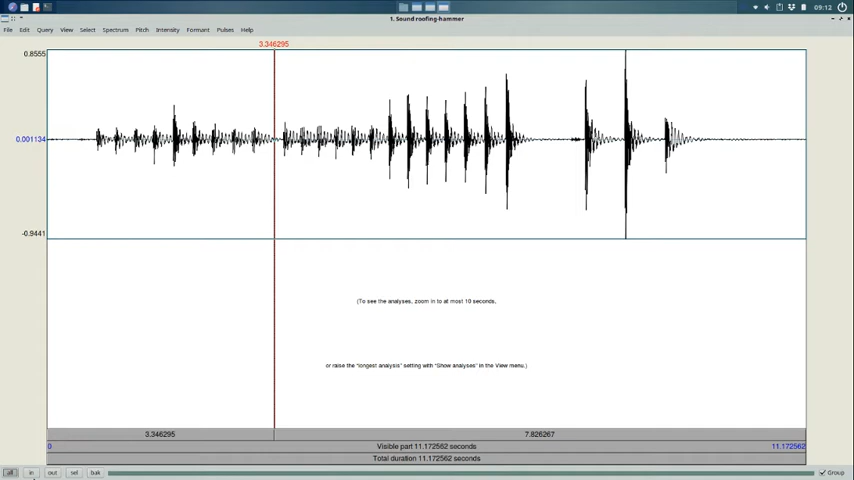 09:12
1. Sound roofing-hammer
File Edit Query View Select Spectrum Pitch Intensity Formant Pulses Help
3.346295
0.8555
0.001134
-0.9441
(To see the analyses, zoom in to at most 10 seconds,
or raise the "longest analysis" setting with "Show analyses" in the View menu.)
3.346295 7.826267
0 Visible part 11.172562 seconds 11.172562
Total duration 11.172562 seconds
all in out sel bak Group